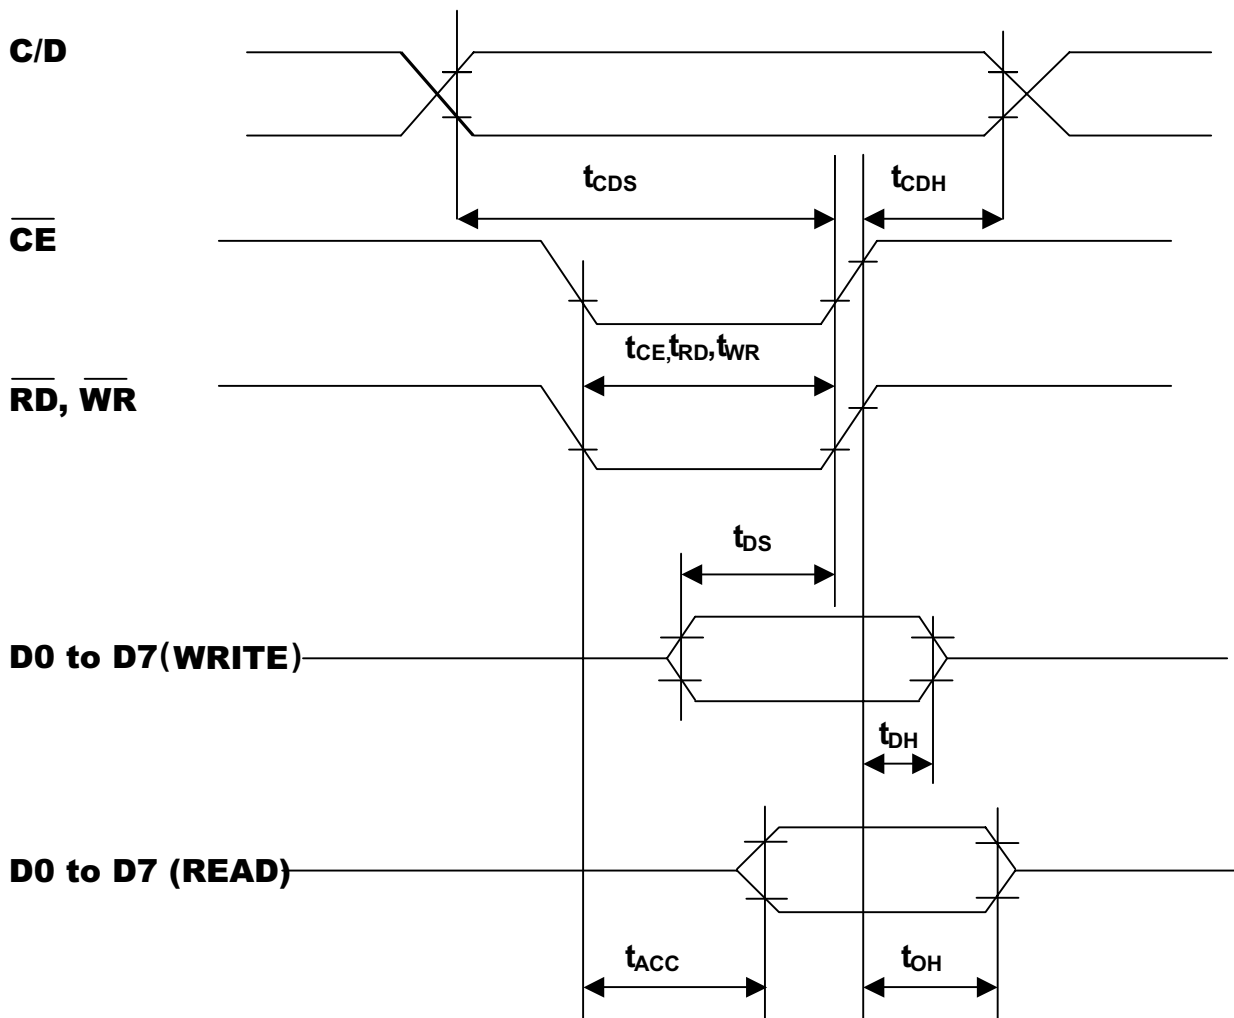 C/D
tCDS
tCDH
CE
tCE,tRD,tWR
RD, WR
tDS
D0 to D7(WRITE)
tDH
D0 to D7 (READ)
tACC
tOH